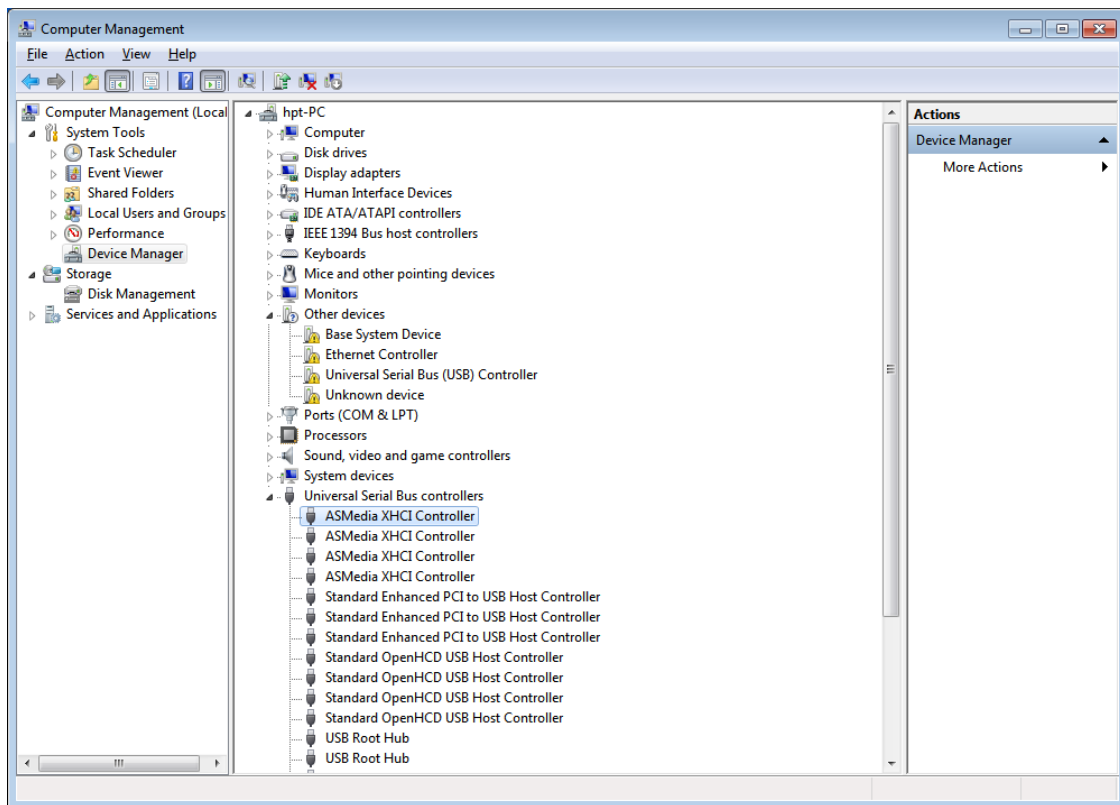 Computer Management
File Action View Help
Computer Management (Local
System Tools
Task Scheduler
Event Viewer
Shared Folders
Local Users and Groups
Performance
Device Manager
Storage
Disk Management
Services and Applications
hpt-PC
Computer
Disk drives
Display adapters
Human Interface Devices
IDE ATA/ATAPI controllers
IEEE 1394 Bus host controllers
Keyboards
Mice and other pointing devices
Monitors
Other devices
Base System Device
Ethernet Controller
Universal Serial Bus (USB) Controller
Unknown device
Ports (COM & LPT)
Processors
Sound, video and game controllers
System devices
Universal Serial Bus controllers
ASMedia XHCI Controller
ASMedia XHCI Controller
ASMedia XHCI Controller
ASMedia XHCI Controller
Standard Enhanced PCI to USB Host Controller
Standard Enhanced PCI to USB Host Controller
Standard Enhanced PCI to USB Host Controller
Standard OpenHCD USB Host Controller
Standard OpenHCD USB Host Controller
Standard OpenHCD USB Host Controller
Standard OpenHCD USB Host Controller
USB Root Hub
USB Root Hub
Actions
Device Manager
More Actions